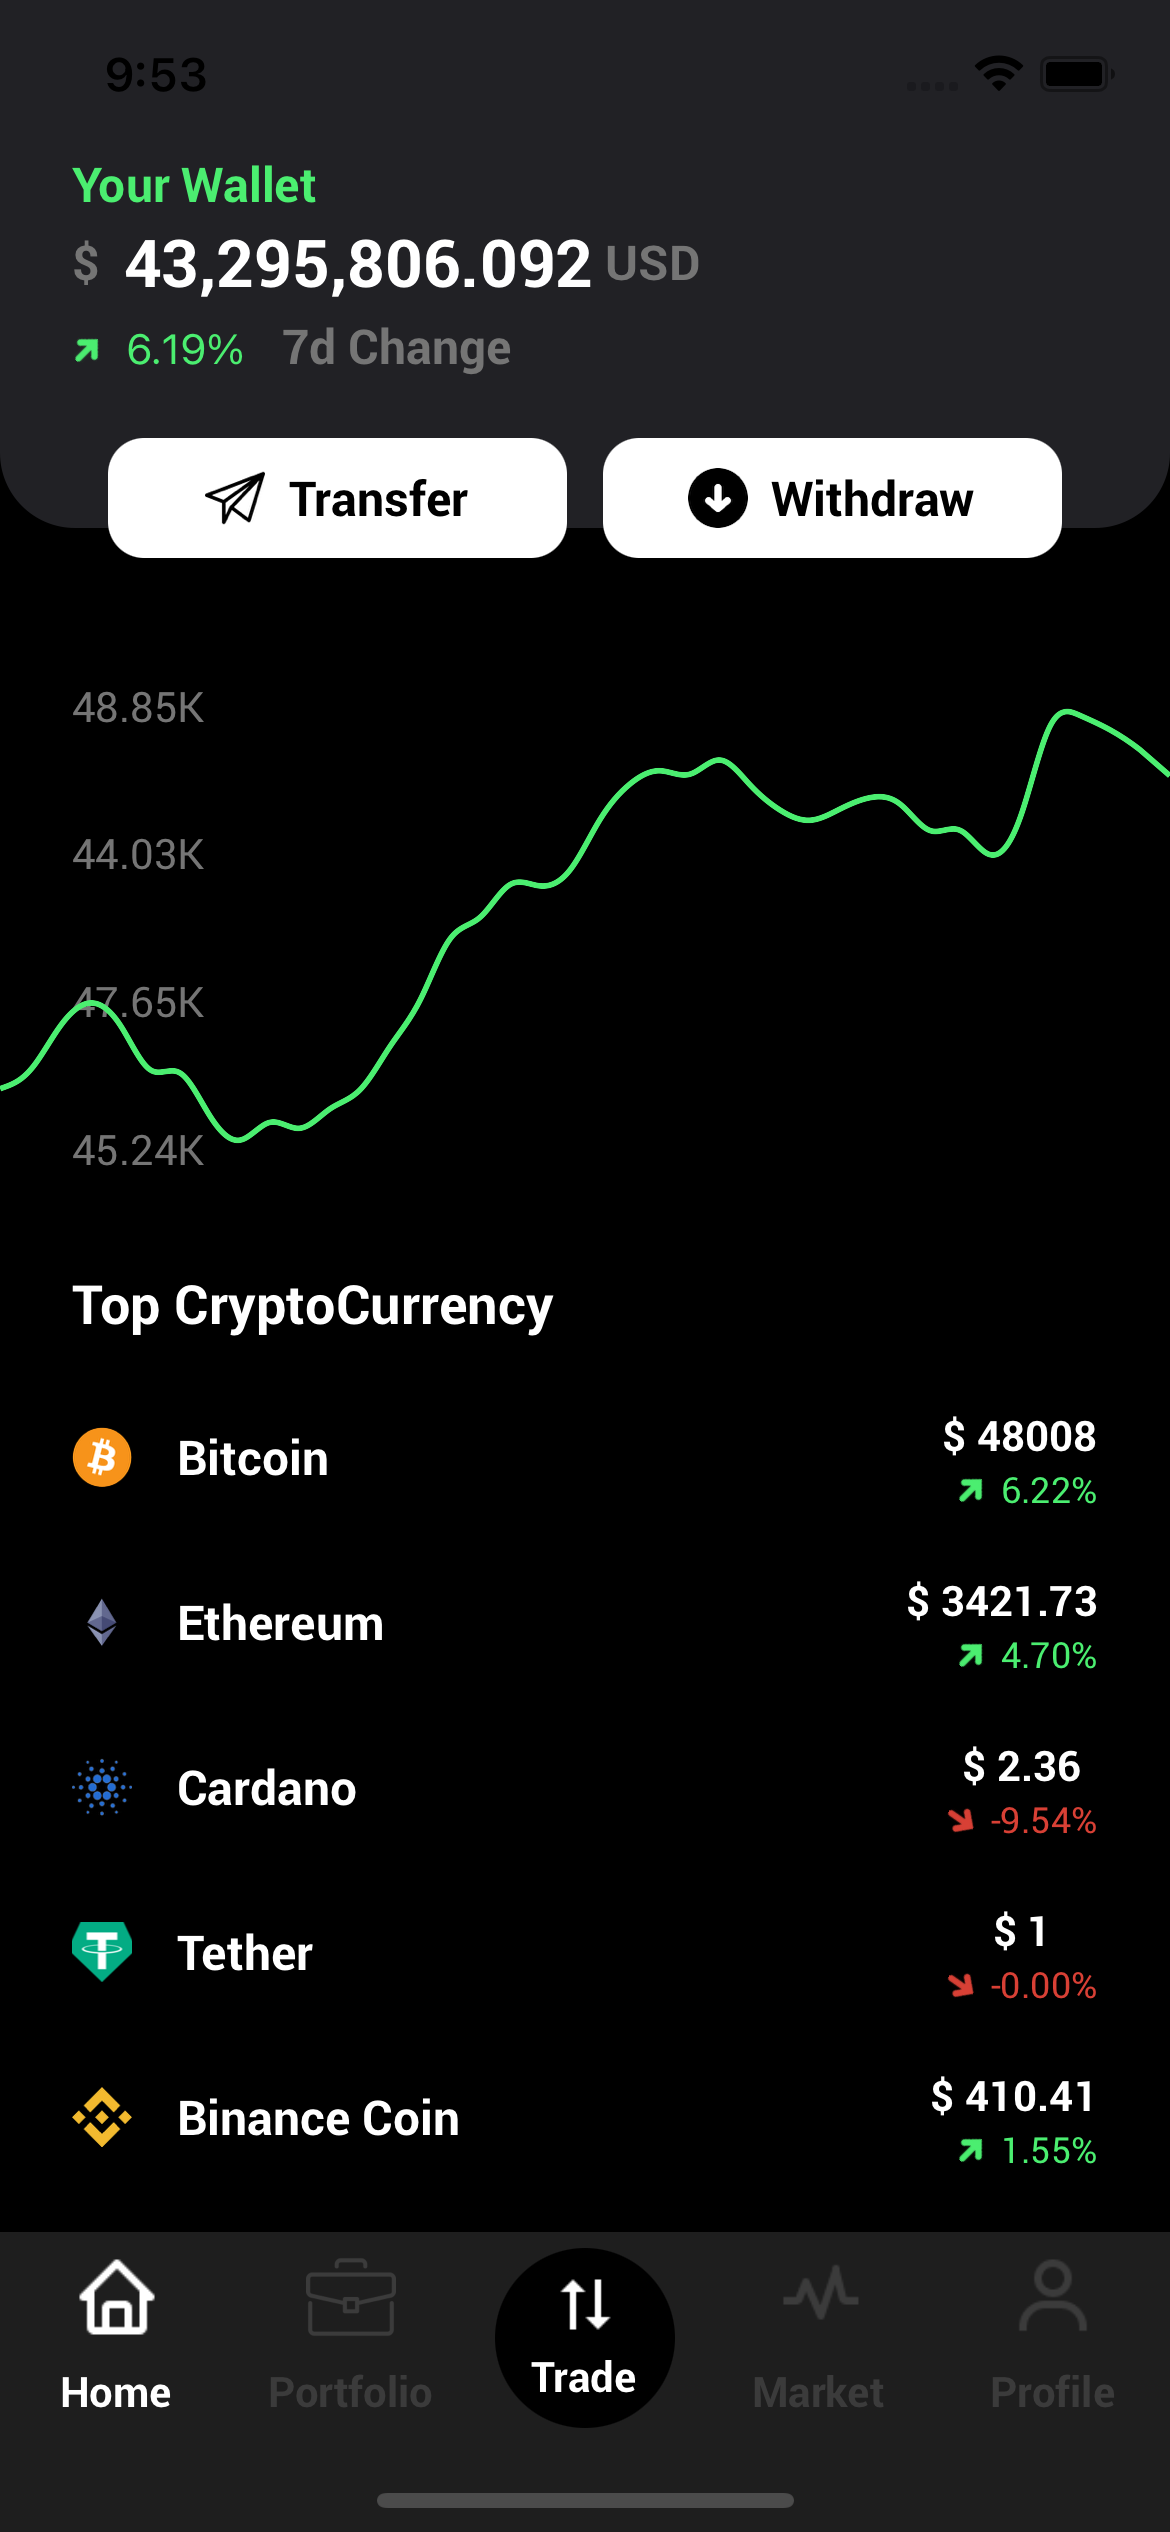 9:53
Your Wallet
$ 43,295,806.092 USD
6.19% 7d Change
Transfer Withdraw
48.85K
44.03K
47.65K
45.24K
Top CryptoCurrency
Bitcoin $ 48008
6.22%
Ethereum $ 3421.73
4.70%
Cardano $ 2.36
-9.54%
Tether $ 1
-0.00%
Binance Coin $ 410.41
1.55%
Home Portfolio Trade Market Profile